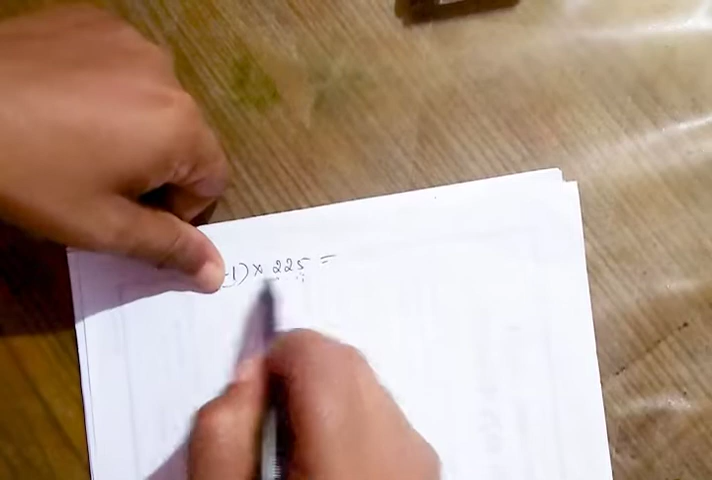 -1) × 225 =